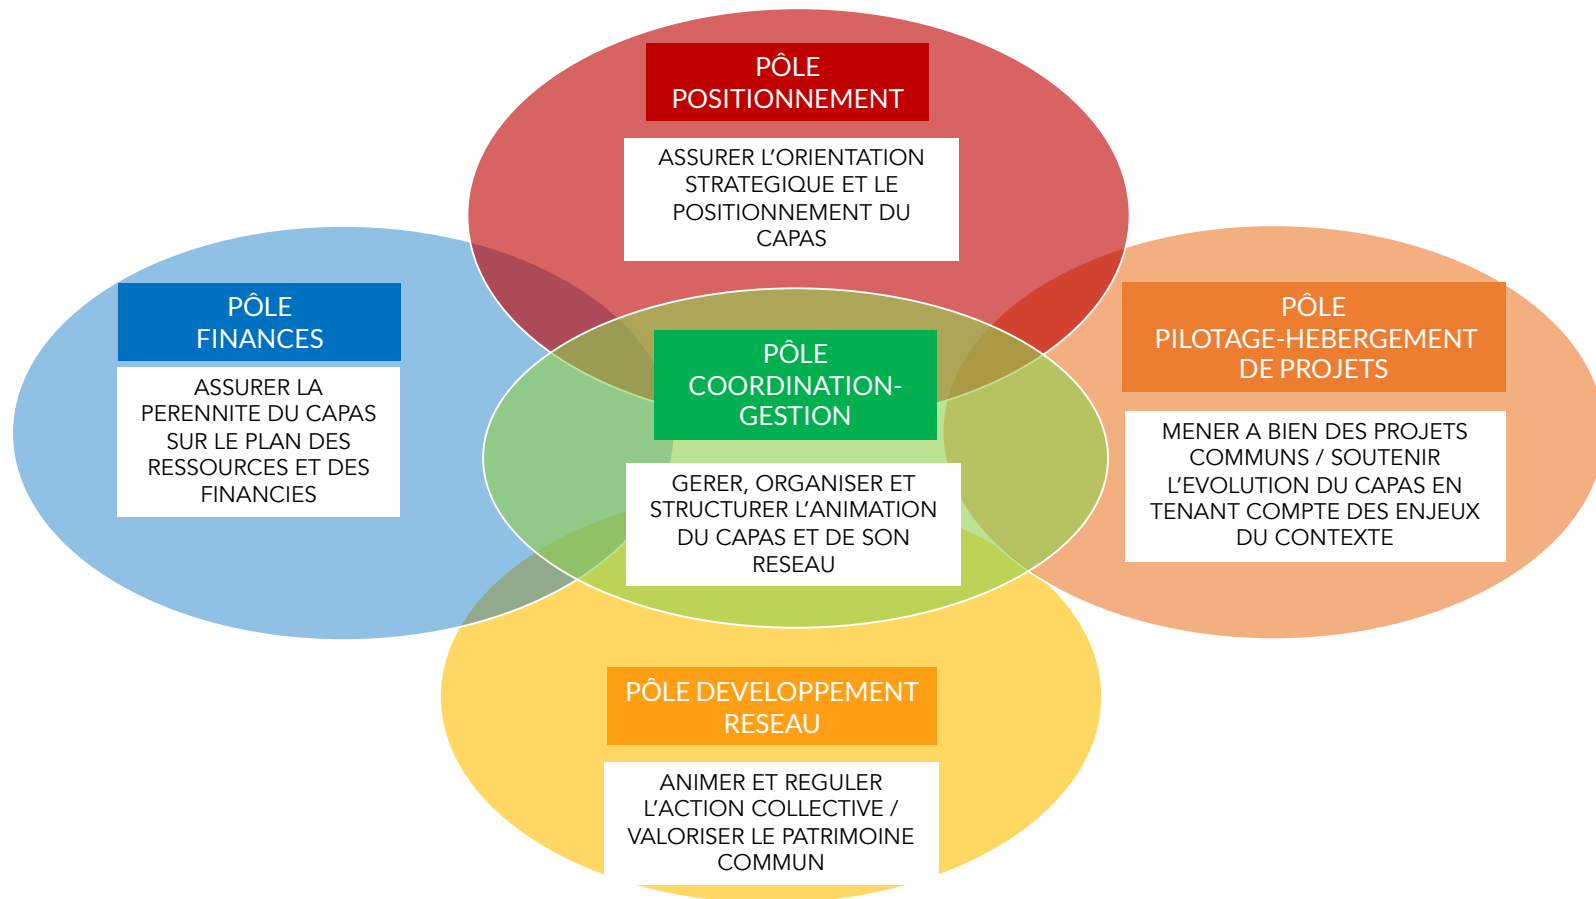 PÔLE
POSITIONNEMENT
ASSURER L'ORIENTATION
STRATEGIQUE ET LE
POSITIONNEMENT DU
CAPAS
PÔLE
FINANCES
ASSURER LA
PERENNITE DU CAPAS
SUR LE PLAN DES
RESSOURCES ET DES
FINANCIES
PÔLE
COORDINATION-
GESTION
GERER, ORGANISER ET
STRUCTURER L'ANIMATION
DU CAPAS ET DE SON
RESEAU
PÔLE
PILOTAGE-HEBERGEMENT
DE PROJETS
MENER A BIEN DES PROJETS
COMMUNS / SOUTENIR
L'EVOLUTION DU CAPAS EN
TENANT COMPTE DES ENJEUX
DU CONTEXTE
PÔLE DEVELOPPEMENT
RESEAU
ANIMER ET REGULER
L'ACTION COLLECTIVE /
VALORISER LE PATRIMOINE
COMMUN